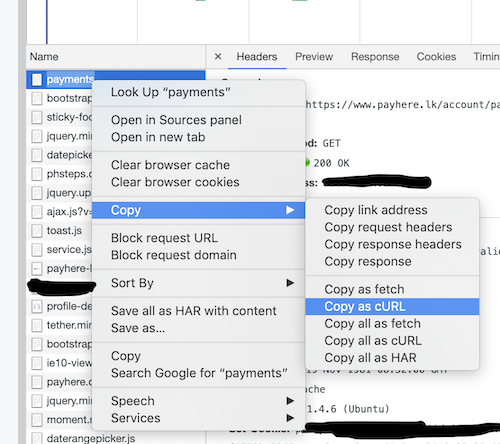 Name
× Headers Preview Response Cookies Timin
payments
bootstrap
sticky-foo
jquery.min
datepicke
phsteps.c
jquery.up
ajax.js?v=
toast.js
service.js
payhere-l
profile-de
tether.min
bootstrap
ie10-view
payhere.c
jquery.mi
moment.m
daterangepicker.js
Look Up “payments”
Open in Sources panel
Open in new tab
Clear browser cache
Clear browser cookies
Copy
Block request URL
Block request domain
Sort By
Save all as HAR with content
Save as...
Copy
Search Google for “payments”
Speech
Services
https://www.payhere.lk/account/pa
od: GET
200 OK
ss:
Copy link address
Copy request headers
Copy response headers
Copy response
Copy as fetch
Copy as cURL
Copy all as fetch
Copy all as cURL
Copy all as HAR
alid
ache
1.4.6 (Ubuntu)